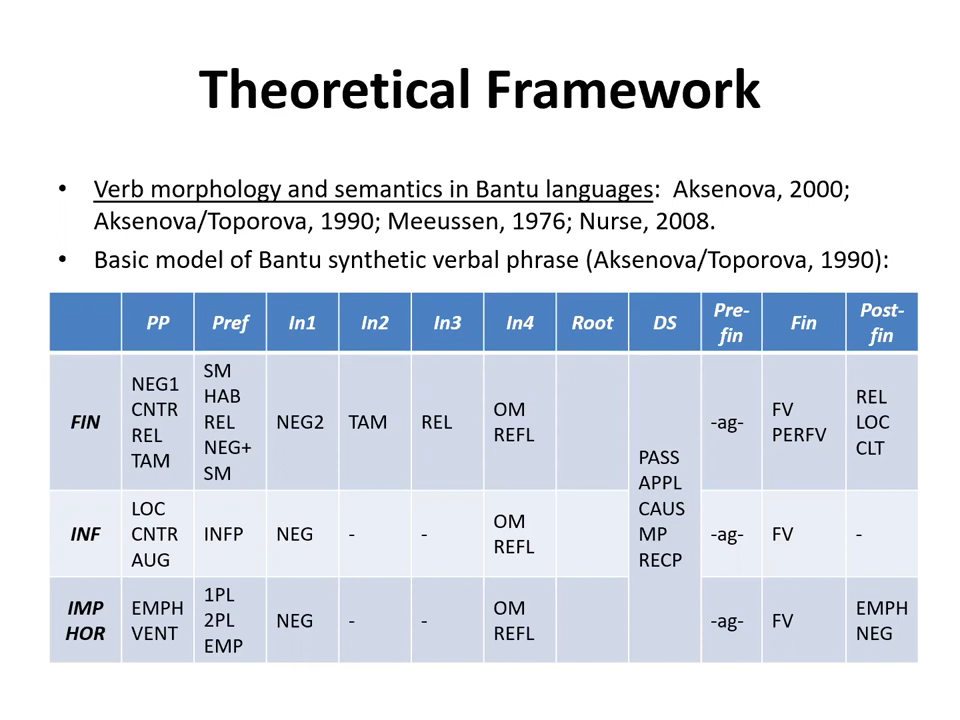 Theoretical Framework
• Verb morphology and semantics in Bantu languages: Aksenova, 2000;
Aksenova/Toporova, 1990; Meeussen, 1976; Nurse, 2008.
• Basic model of Bantu synthetic verbal phrase (Aksenova/Toporova, 1990):
PP Pref In1 In2 In3 In4 Root DS Pre-
fin Fin Post-
fin
FIN
NEG1
CNTR
REL
TAM
SM
HAB
REL
NEG+
SM
NEG2
TAM
REL
OM
REFL
PASS
APPL
CAUS
MP
RECP
-ag-
FV
PERFV
REL
LOC
CLT
INF
LOC
CNTR
AUG
INFP
NEG
-
-
OM
REFL
-ag-
FV
-
IMP
HOR
EMPH
VENT
1PL
2PL
EMP
NEG
-
-
OM
REFL
-ag-
FV
EMPH
NEG